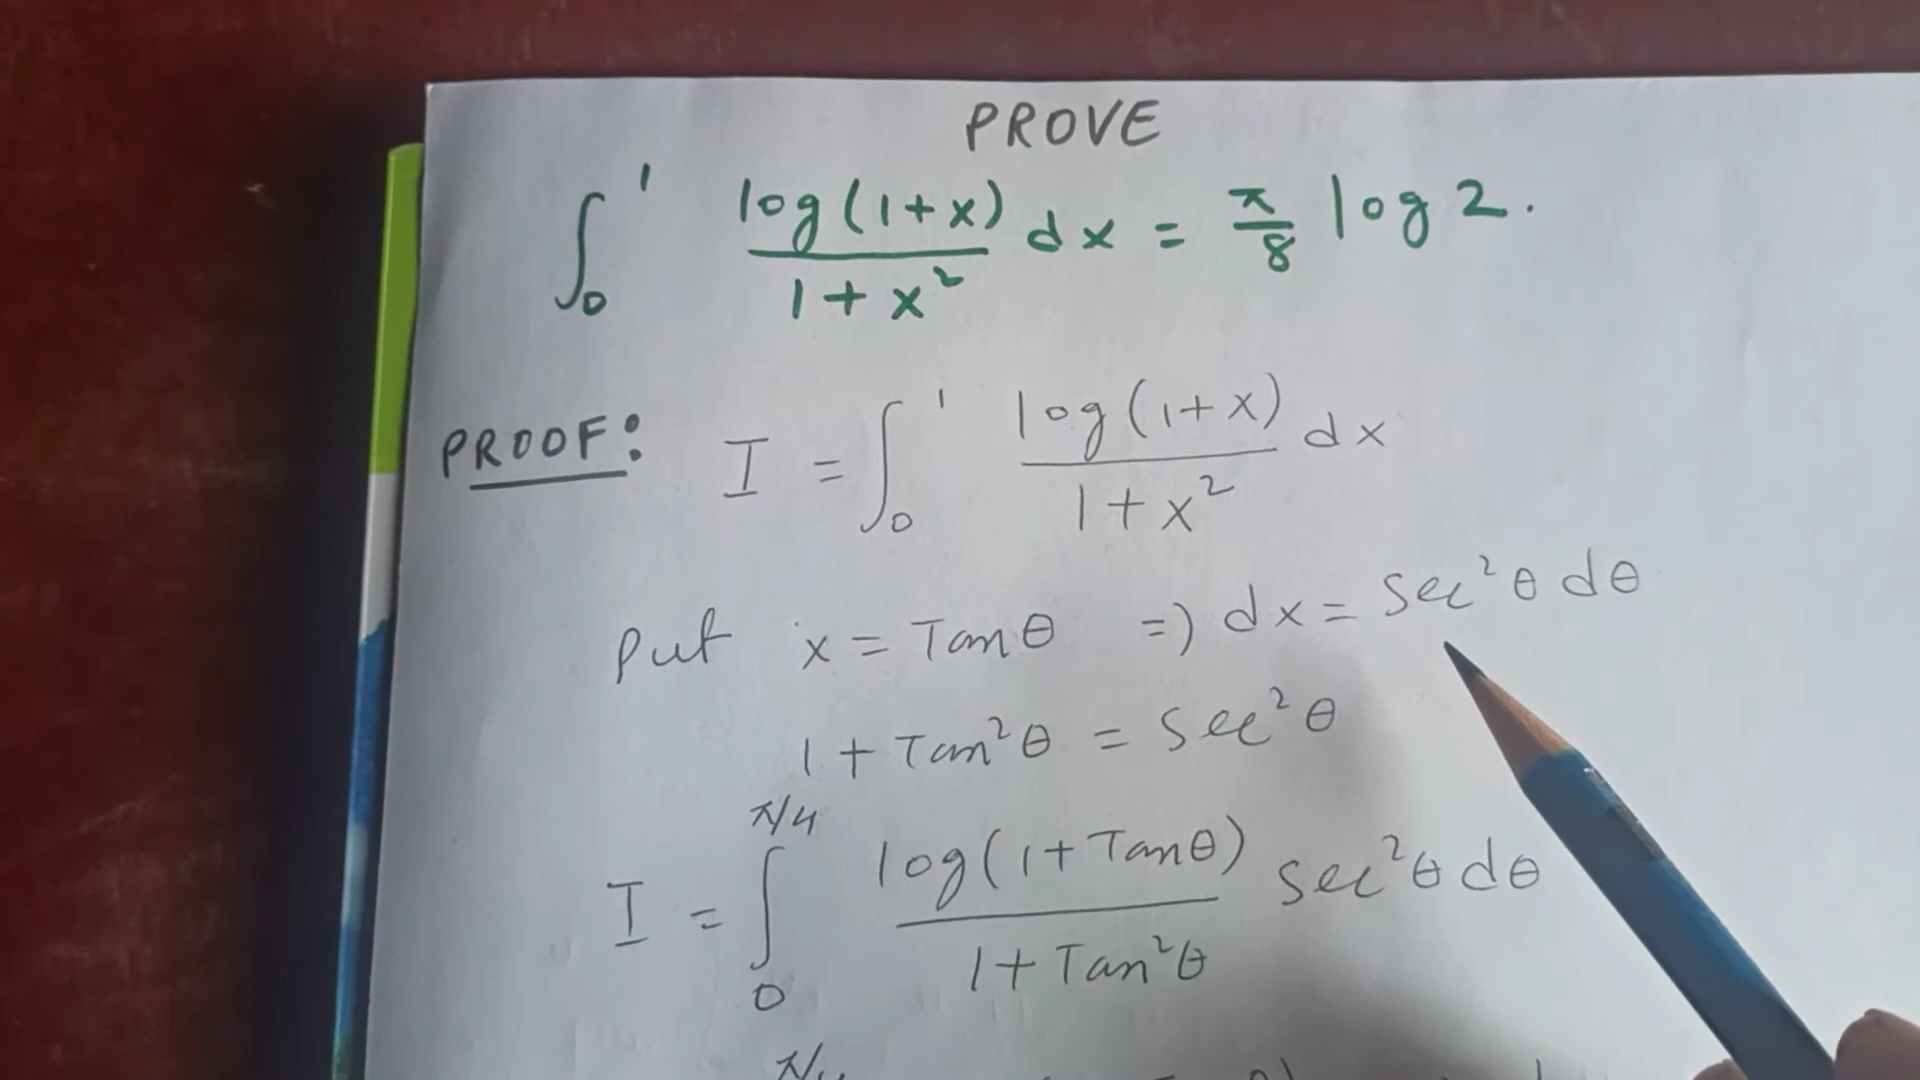 PROVE
∫₀¹ log(1+x)/(1+x²) dx = π/8 log 2.
PROOF: I = ∫₀¹ log(1+x)/(1+x²) dx
Put x = Tanθ => dx = Sec²θ dθ
1 + Tan²θ = Sec²θ
I = ∫₀^π/4 log(1+Tanθ)/(1+Tan²θ) Sec²θ dθ